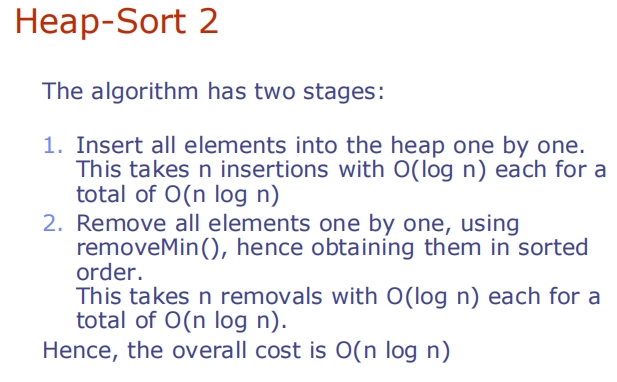 Heap-Sort 2
The algorithm has two stages:
1. Insert all elements into the heap one by one.
This takes n insertions with O(log n) each for a
total of O(n log n)
2. Remove all elements one by one, using
removeMin(), hence obtaining them in sorted
order.
This takes n removals with O(log n) each for a
total of O(n log n).
Hence, the overall cost is O(n log n)